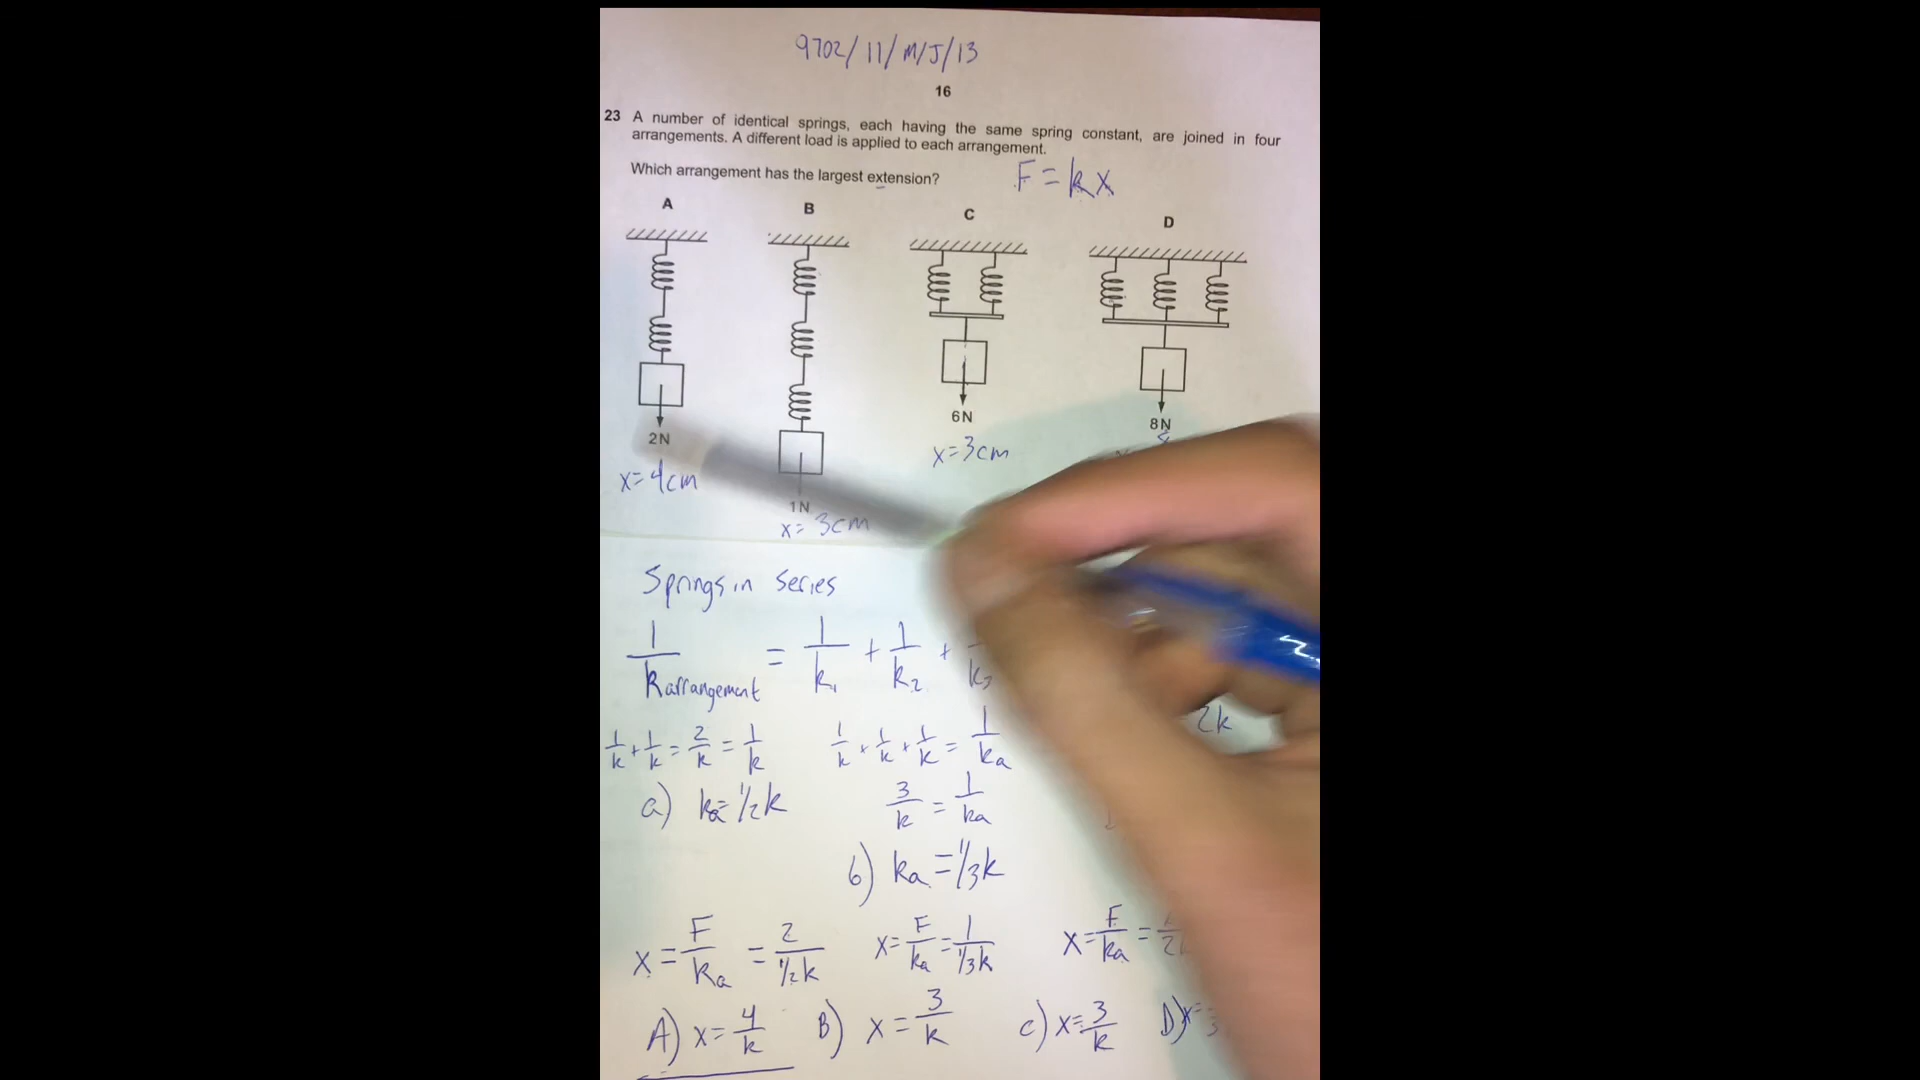 9702/11/M/J/13
16
23 A number of identical springs, each having the same spring constant, are joined in four
arrangements. A different load is applied to each arrangement.
Which arrangement has the largest extension?
F = kx
A B C D
6N
8N
2N
x=3cm
x=4cm
1N
x=3cm
Springs in series
1/k arrangement = 1/k₁ + 1/k₂ + /k₃
2k
1/k + 1/k = 2/k = 1/k
1/k + 1/k + 1/k = 1/ka
a) ka=1/2k
3/k = 1/ka
b) ka = 1/3k
x = F/ka = 2/½k
x = F/ka = 1/⅓k
x = F/ka =
A) x = 4/k
B) x = 3/k
C) x = 3/k
D) x =